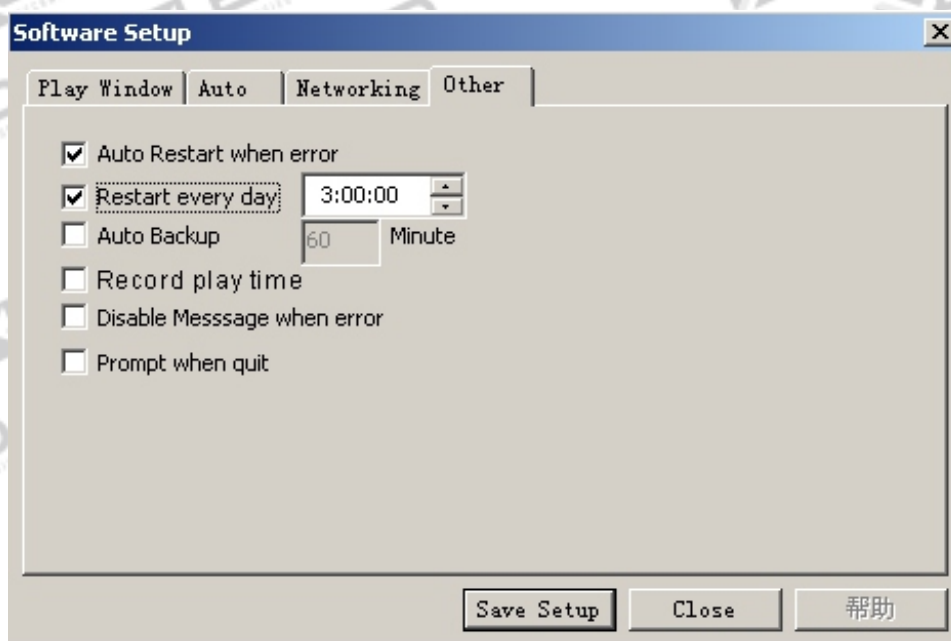 Software Setup
Play Window Auto Networking Other
Auto Restart when error
Restart every day 3:00:00
Auto Backup 60 Minute
Record play time
Disable Messsage when error
Prompt when quit
Save Setup Close 帮助